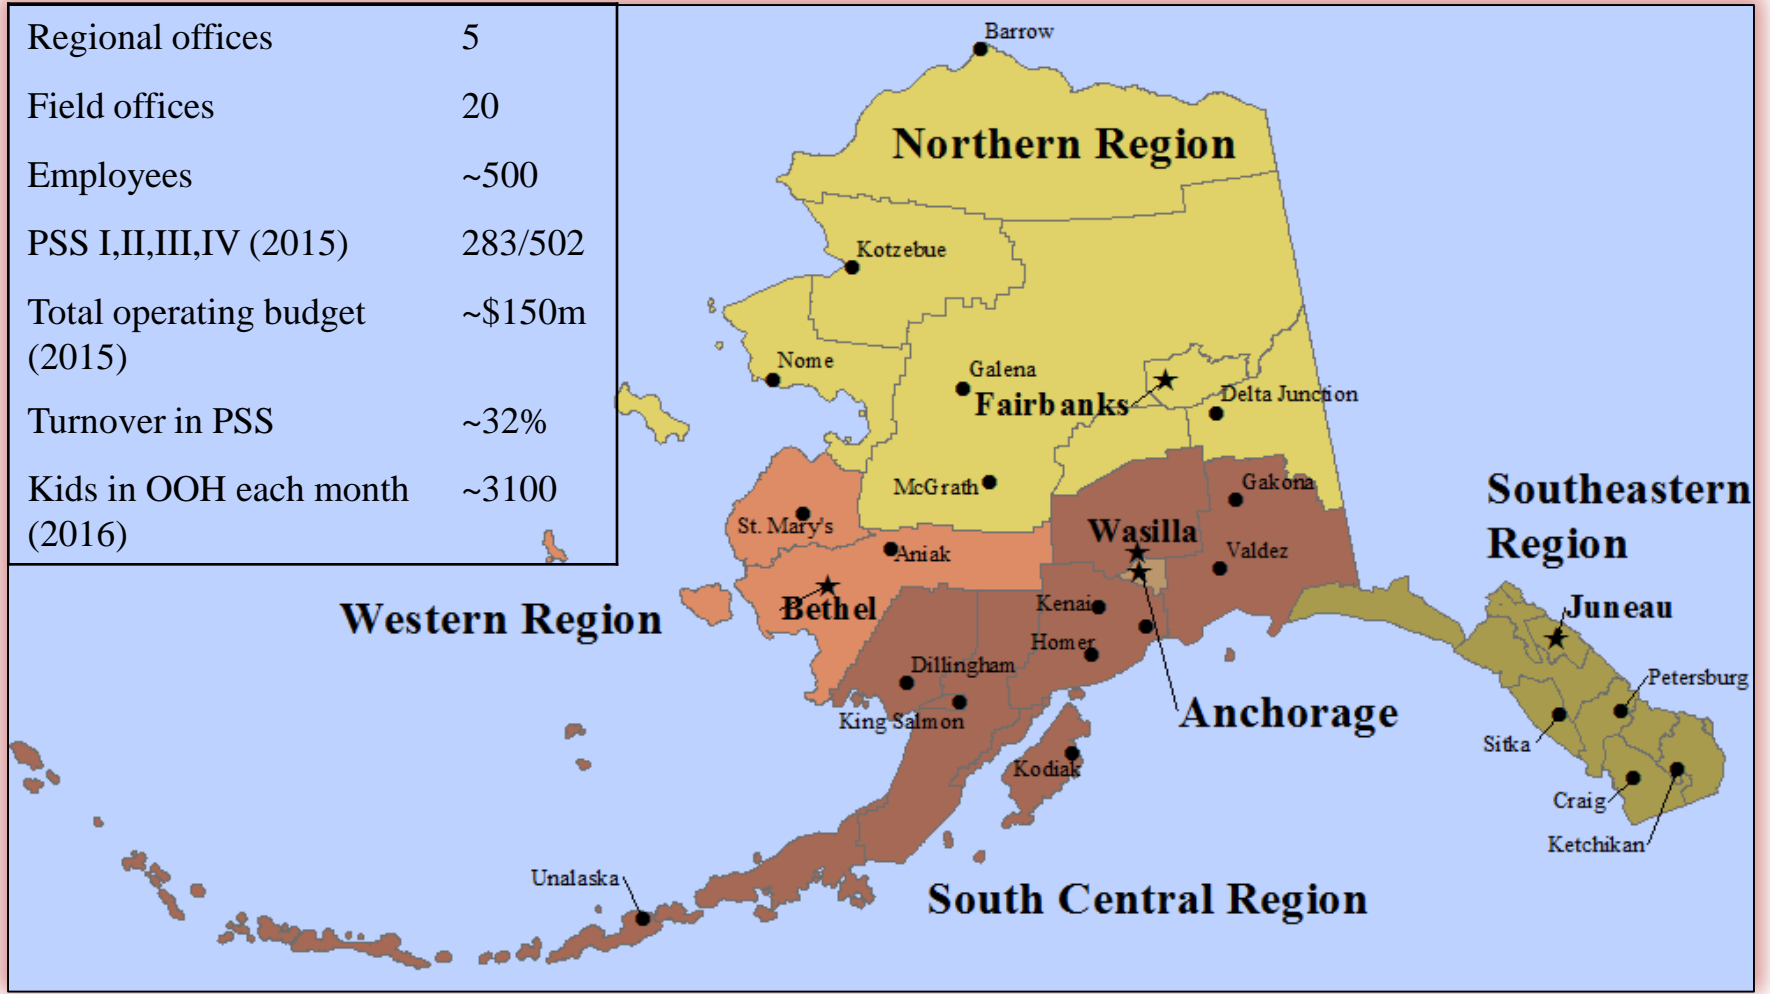 Regional offices 5
Field offices 20
Employees ~500
PSS I,II,III,IV (2015) 283/502
Total operating budget ~$150m
(2015)
Turnover in PSS ~32%
Kids in OOH each month ~3100
(2016)
Barrow
Northern Region
Kotzebue
Nome
Galena
Fairbanks
Delta Junction
McGrath
Gakona
St. Mary's
Wasilla
Aniak
Valdez
Southeastern
Region
Western Region
Bethel
Kenai
Homer
Juneau
Dillingham
King Salmon
Anchorage
Petersburg
Sitka
Kodiak
Craig
Ketchikan
Unalaska
South Central Region